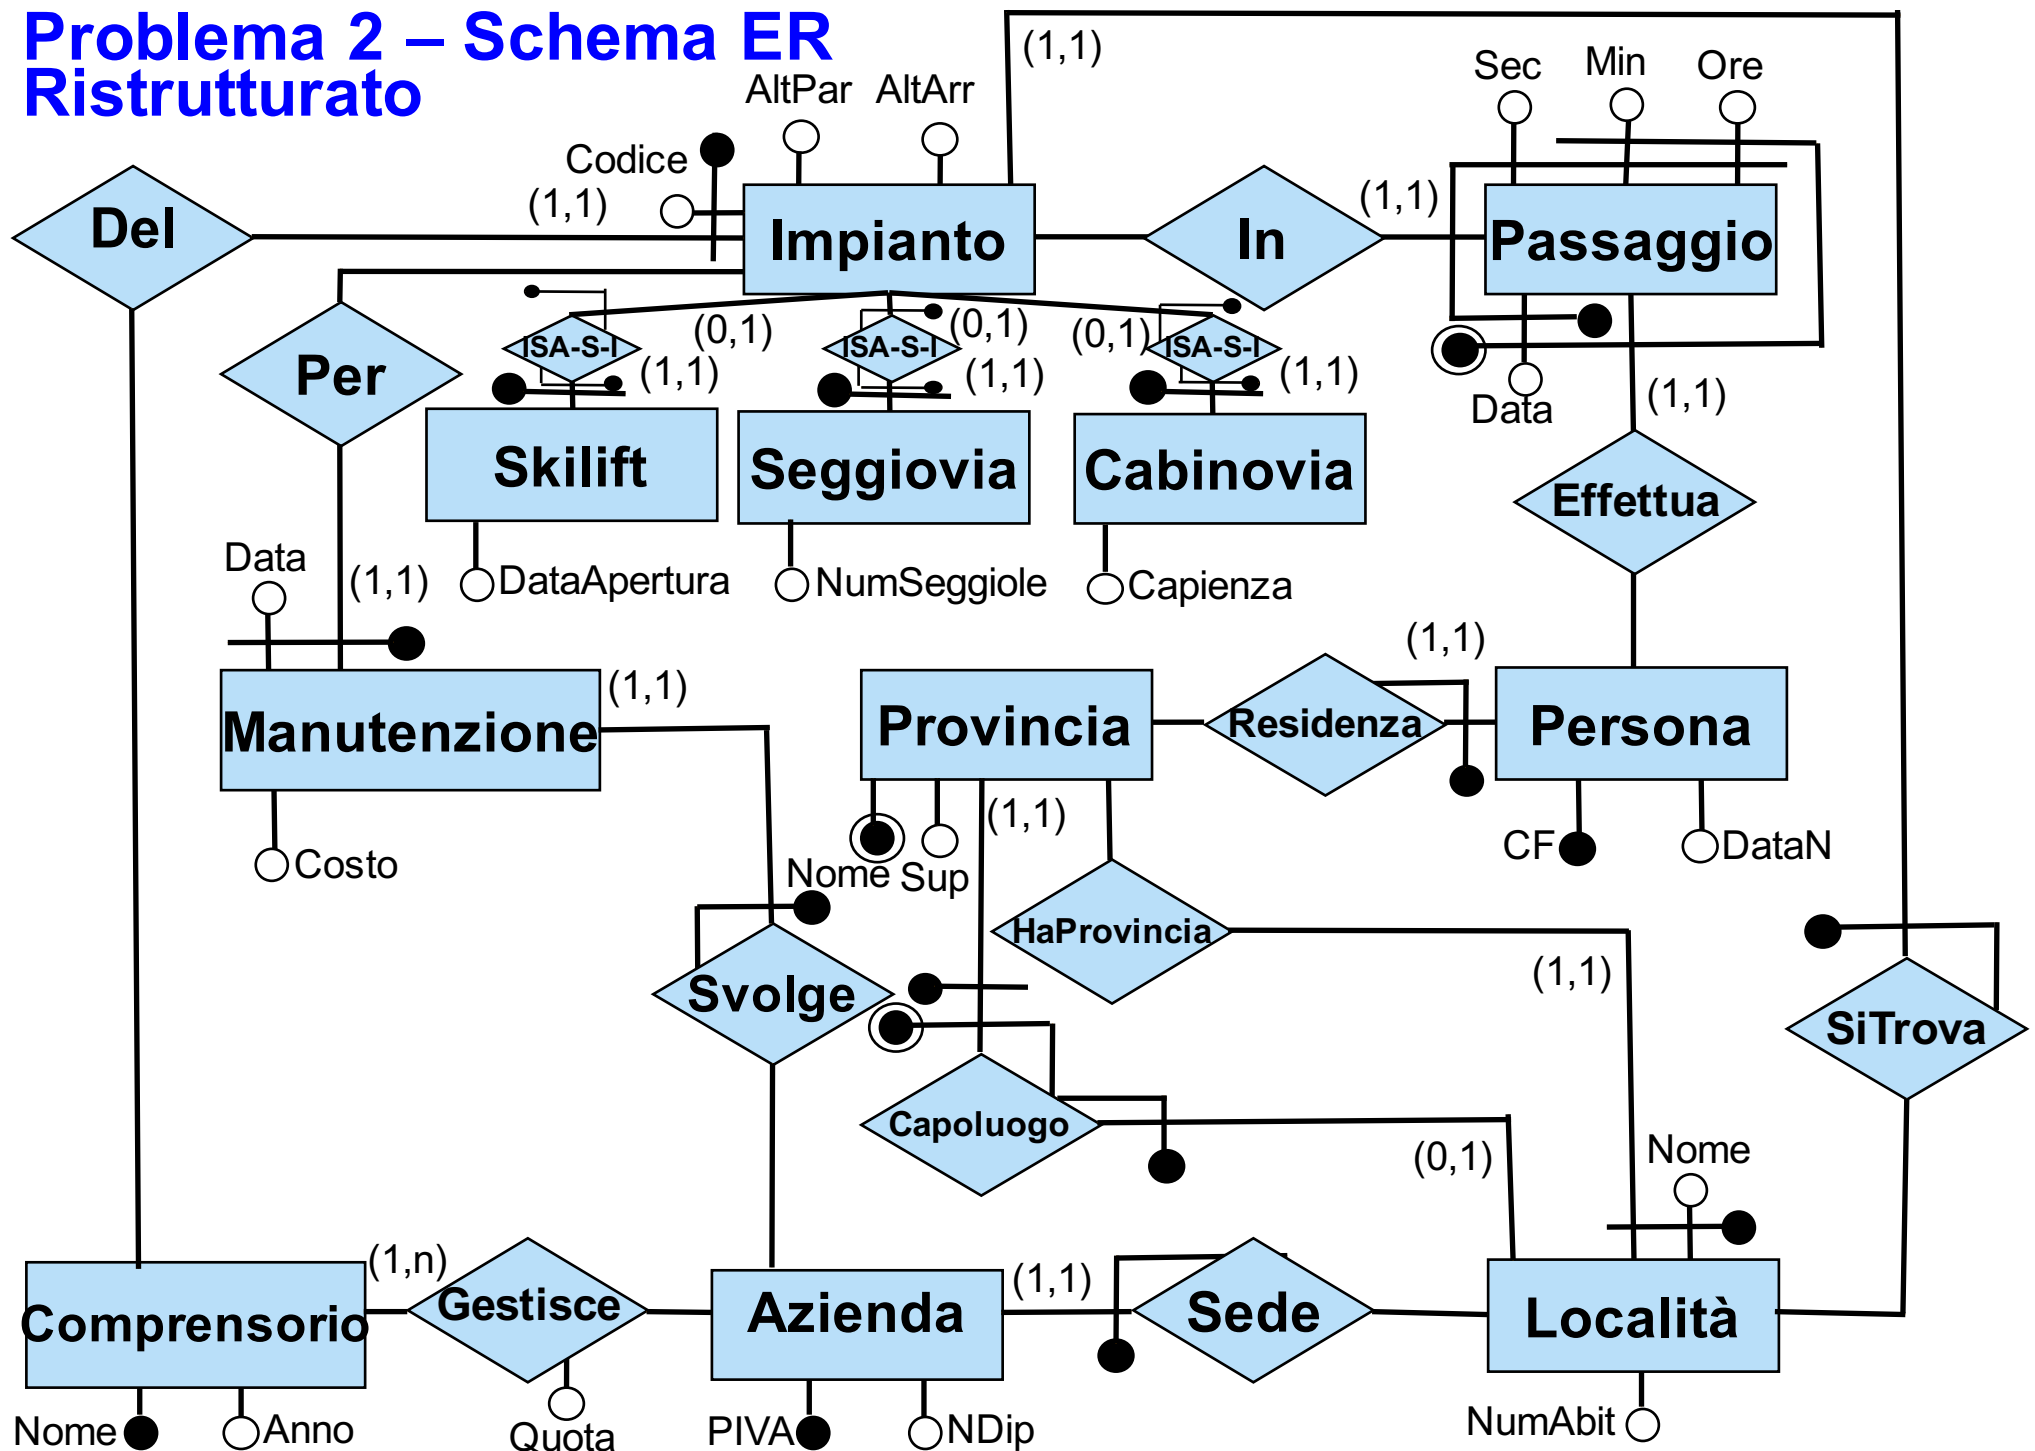 Problema 2 – Schema ER
Ristrutturato
(1,1)
Sec
Min
Ore
AltPar
AltArr
Codice
(1,1)
(1,1)
Del
Impianto
In
Passaggio
(0,1)
(0,1)
(0,1)
ISA-S-I
ISA-S-I
ISA-S-I
Per
(1,1)
(1,1)
(1,1)
Data
(1,1)
Skilift
Seggiovia
Cabinovia
Effettua
Data
(1,1)
DataApertura
NumSeggiole
Capienza
(1,1)
(1,1)
Manutenzione
Provincia
Residenza
Persona
(1,1)
Costo
Nome
Sup
CF
DataN
HaProvincia
(1,1)
Svolge
SiTrova
Capoluogo
(0,1)
Nome
(1,n)
(1,1)
Comprensorio
Gestisce
Azienda
Sede
Località
Nome
Anno
Quota
PIVA
NDip
NumAbit